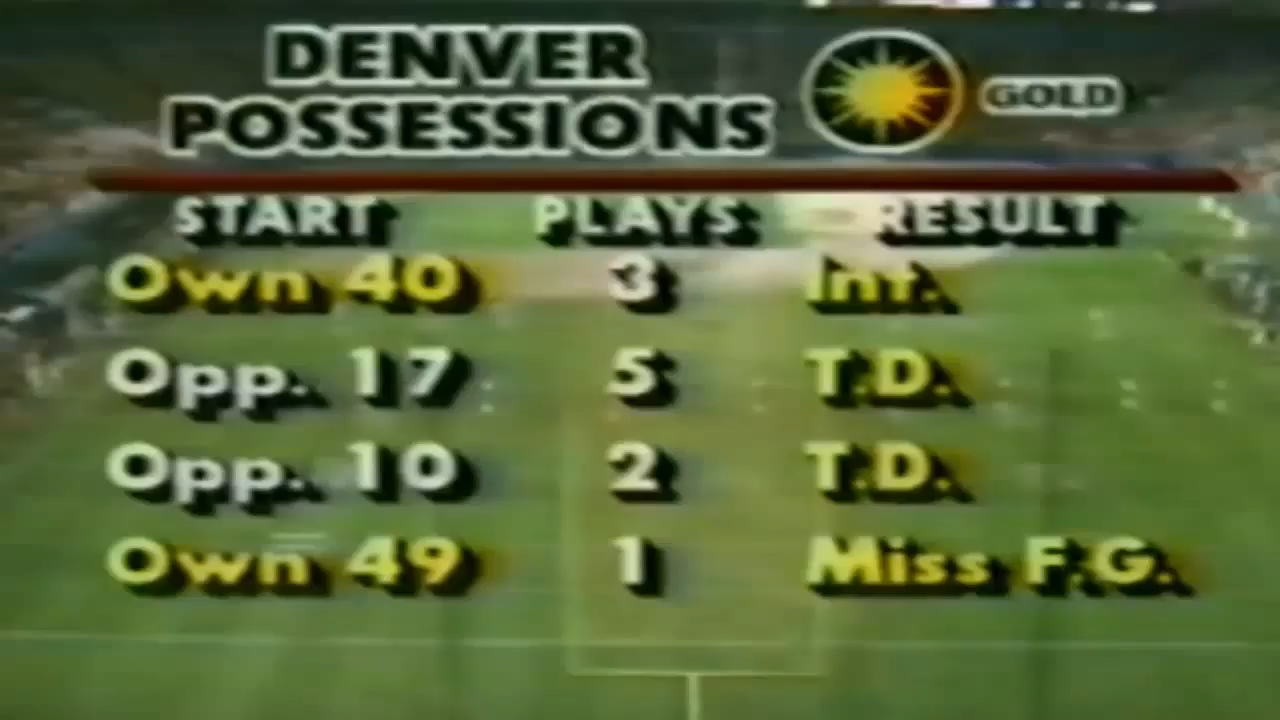 DENVER
POSSESSIONS
GOLD
START PLAYS RESULT
Own 40 3 Int.
Opp. 17 5 T.D.
Opp. 10 2 T.D.
Own 49 1 Miss F.G.